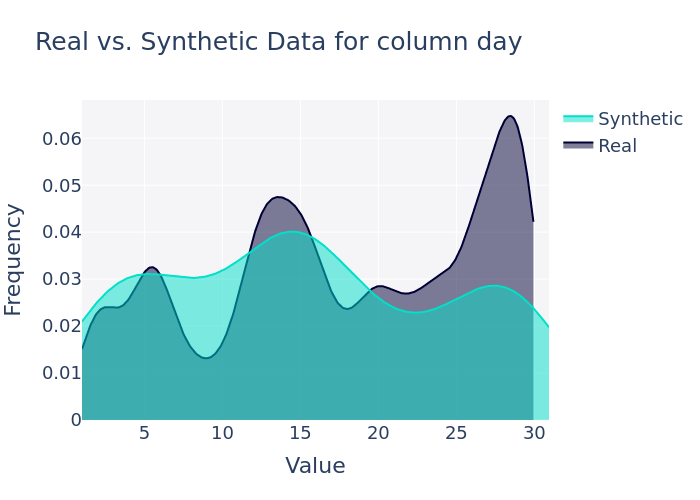 Real vs. Synthetic Data for column day
Synthetic
Real
Frequency
0.06
0.05
0.04
0.03
0.02
0.01
0
5 10 15 20 25 30
Value